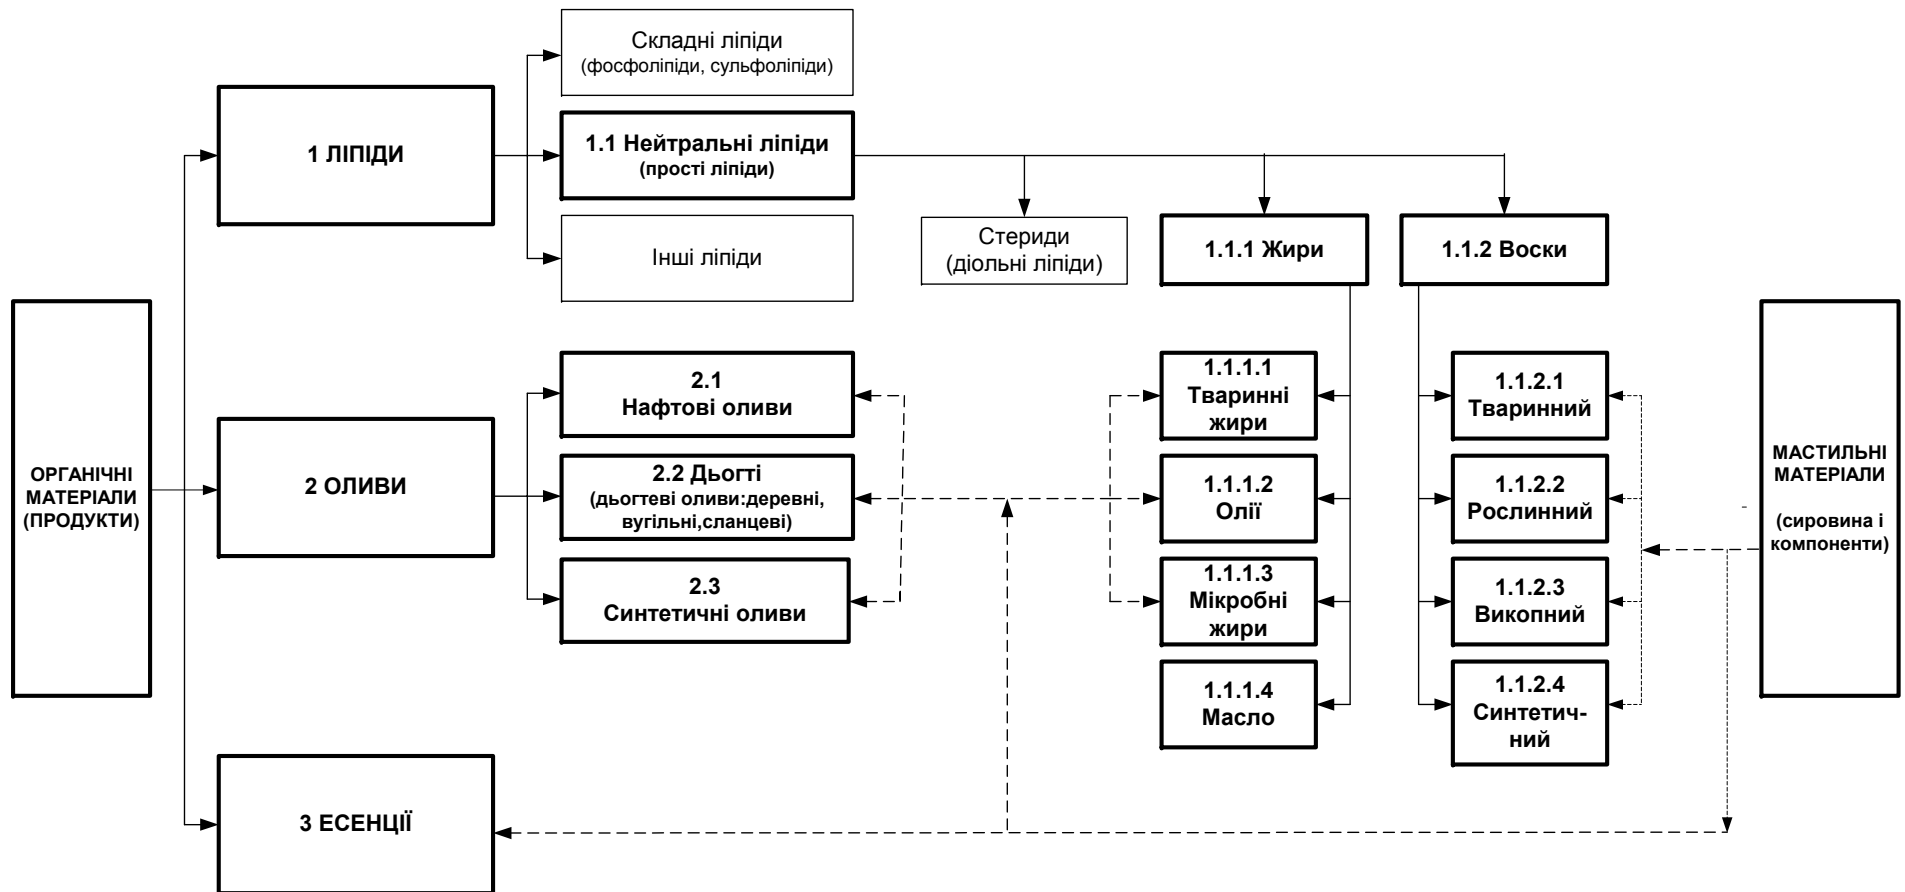 Складні ліпіди
(фосфоліпіди, сульфоліпіди)
1 ЛІПІДИ
1.1 Нейтральні ліпіди
(прості ліпіди)
Інші ліпіди
Стериди
(діольні ліпіди)
1.1.1 Жири
1.1.2 Воски
ОРГАНІЧНІ
МАТЕРІАЛИ
(ПРОДУКТИ)
2 ОЛИВИ
2.1
Нафтові оливи
2.2 Дьогті
(дьогтеві оливи:деревні,
вугільні,сланцеві)
2.3
Синтетичні оливи
1.1.1.1
Тваринні
жири
1.1.1.2
Олії
1.1.1.3
Мікробні
жири
1.1.1.4
Масло
1.1.2.1
Тваринний
1.1.2.2
Рослинний
1.1.2.3
Викопний
1.1.2.4
Синтетич-
ний
МАСТИЛЬНІ
МАТЕРІАЛИ
(сировина і
компоненти)
3 ЕСЕНЦІЇ